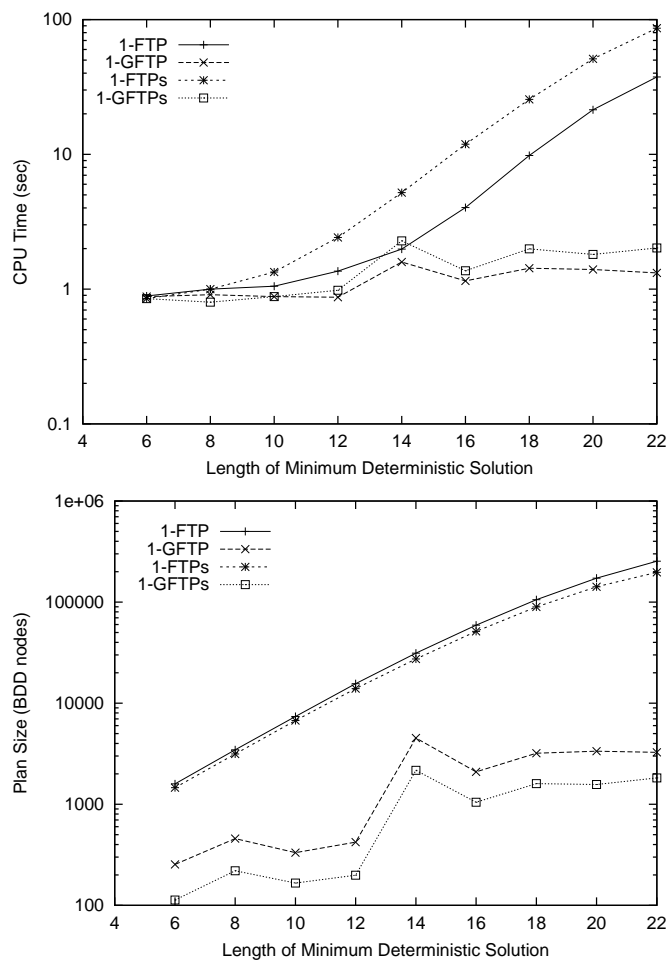 100
10
1
0.1
CPU Time (sec)
1-FTP
1-GFTP
1-FTPs
1-GFTPs
4 6 8 10 12 14 16 18 20 22
Length of Minimum Deterministic Solution
1e+06
100000
10000
1000
100
Plan Size (BDD nodes)
1-FTP
1-GFTP
1-FTPs
1-GFTPs
4 6 8 10 12 14 16 18 20 22
Length of Minimum Deterministic Solution